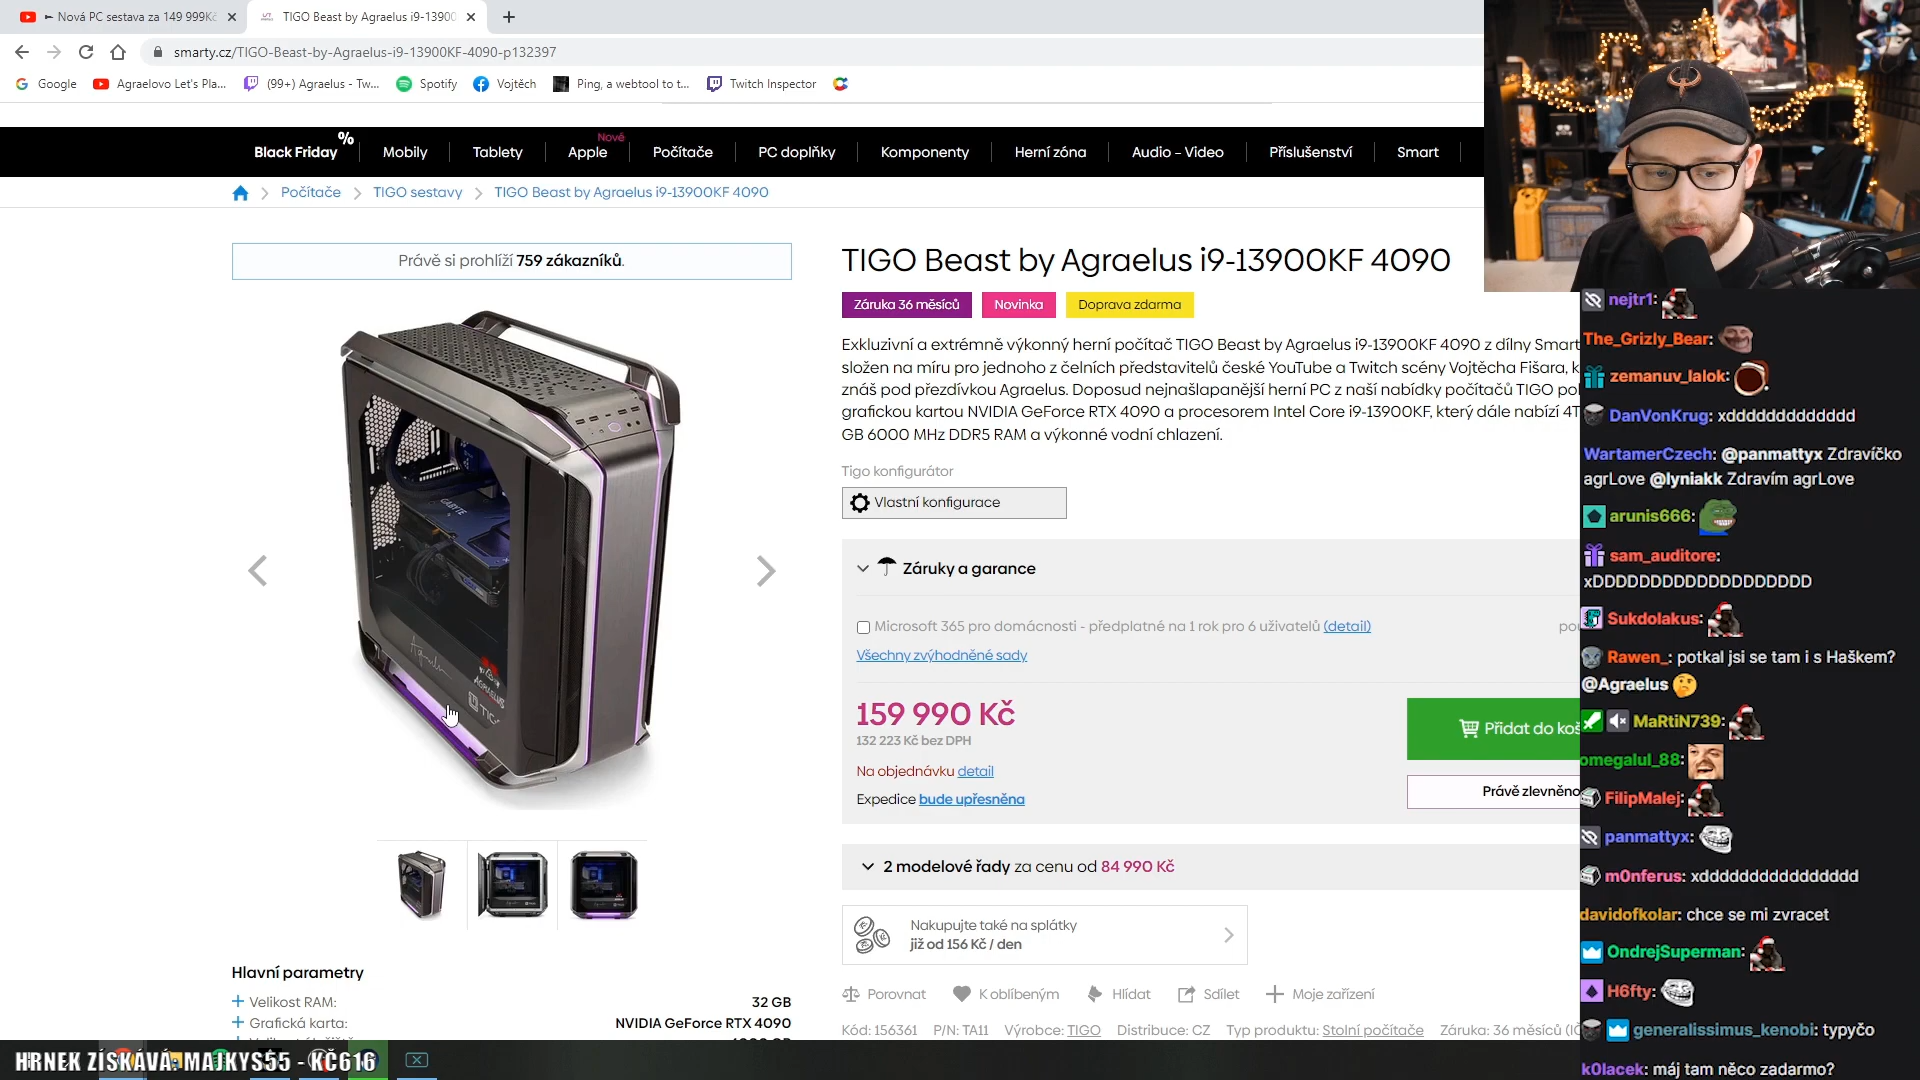 Nová PC sestava za 149 999Kč
TIGO Beast by Agraelus i9-13900
smarty.cz/TIGO-Beast-by-Agraelus-i9-13900KF-4090-p132397
Google
Agraelovo Let's Pla...
(99+) Agraelus - Tw...
Spotify
Vojtěch
Ping, a webtool to t...
Twitch Inspector
Black Friday %
Mobily
Tablety
Nově
Apple
Počítače
PC doplňky
Komponenty
Herní zóna
Audio – Video
Příslušenství
Smart
Počítače
TIGO sestavy
TIGO Beast by Agraelus i9-13900KF 4090
Právě si prohlíží 759 zákazníků.
TIGO Beast by Agraelus i9-13900KF 4090
Záruka 36 měsíců
Novinka
Doprava zdarma
Exkluzivní a extrémně výkonný herní počítač TIGO Beast by Agraelus i9-13900KF 4090 z dílny Smart
složen na míru pro jednoho z čelních představitelů české YouTube a Twitch scény Vojtěcha Fišara, k
znáš pod přezdívkou Agraelus. Doposud nejnašlapanější herní PC z naší nabídky počítačů TIGO po
grafickou kartou NVIDIA GeForce RTX 4090 a procesorem Intel Core i9-13900KF, který dále nabízí 4T
GB 6000 MHz DDR5 RAM a výkonné vodní chlazení.
Tigo konfigurátor
Vlastní konfigurace
Záruky a garance
Microsoft 365 pro domácnosti - předplatné na 1 rok pro 6 uživatelů (detail)
Všechny zvýhodněné sady
159 990 Kč
132 223 Kč bez DPH
Na objednávku detail
Expedice bude upřesněna
Přidat do koš
Právě zlevněno
2 modelové řady za cenu od 84 990 Kč
Nakupujte také na splátky
již od 156 Kč / den
Porovnat
K oblíbeným
Hlídat
Sdílet
Moje zařízení
Kód: 156361 P/N: TA11 Výrobce: TIGO Distribuce: CZ Typ produktu: Stolní počítače Záruka: 36 měsíců
Hlavní parametry
Velikost RAM: 32 GB
Grafická karta: NVIDIA GeForce RTX 4090
AGRAELUS
HRNEK ZÍSKÁVÁ: MAJKYS55 - KČ616
nejtr1:
The_Grizly_Bear:
zemanuv_lalok:
DanVonKrug: xddddddddddddd
WartamerCzech: @panmattyx Zdravíčko
agrLove @lyniakk Zdravím agrLove
arunis666:
sam_auditore:
xDDDDDDDDDDDDDDDDDDD
Sukdolakus:
Rawen_: potkal jsi se tam i s Haškem?
@Agraelus
MaRtiN739:
omegalul_88:
FilipMalej:
panmattyx:
m0nferus: xdddddddddddddddd
davidofkolar: chce se mi zvracet
OndrejSuperman:
H6fty:
generalissimus_kenobi: typyčo
k0lacek: máj tam něco zadarmo?